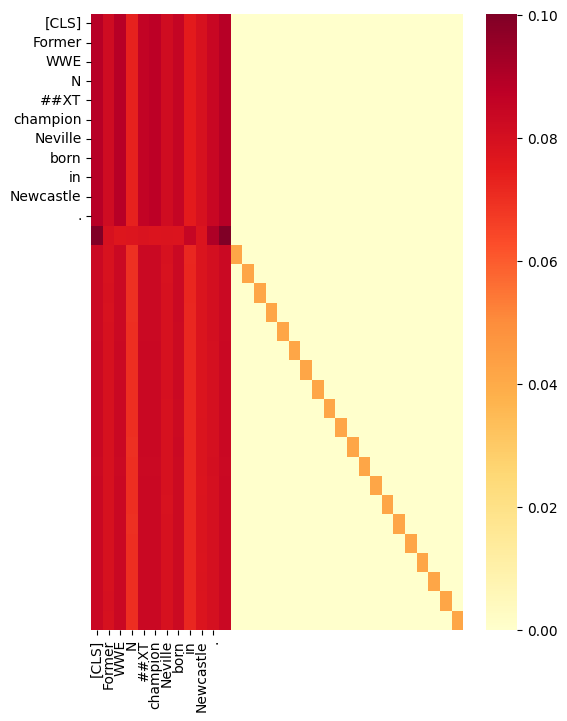 [CLS]
Former
WWE
N
##XT
champion
Neville
born
in
Newcastle
.
0.10
0.08
0.06
0.04
0.02
0.00
[CLS]
Former
WWE
N
##XT
champion
Neville
born
in
Newcastle
.